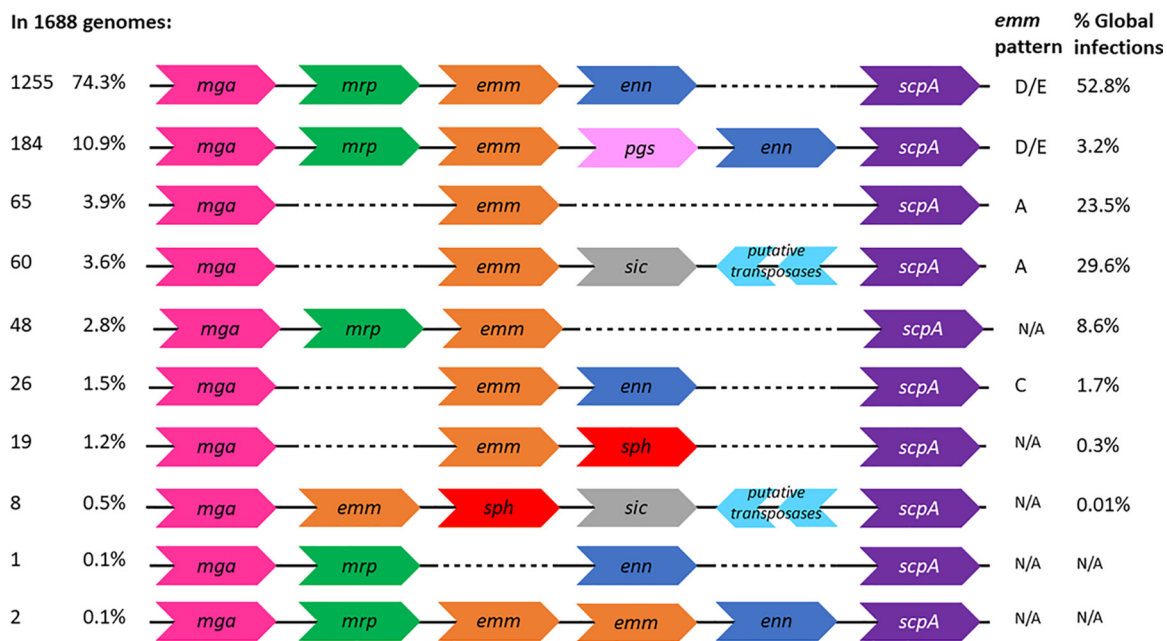 In 1688 genomes: emm % Global
pattern infections
1255 74.3% mga mrp emm enn scpA D/E 52.8%
184 10.9% mga mrp emm pgs enn scpA D/E 3.2%
65 3.9% mga emm scpA A 23.5%
60 3.6% mga emm sic putative transposases scpA A 29.6%
48 2.8% mga mrp emm scpA N/A 8.6%
26 1.5% mga emm enn scpA C 1.7%
19 1.2% mga emm sph scpA N/A 0.3%
8 0.5% mga emm sph sic putative transposases scpA N/A 0.01%
1 0.1% mga mrp enn scpA N/A N/A
2 0.1% mga mrp emm emm enn scpA N/A N/A